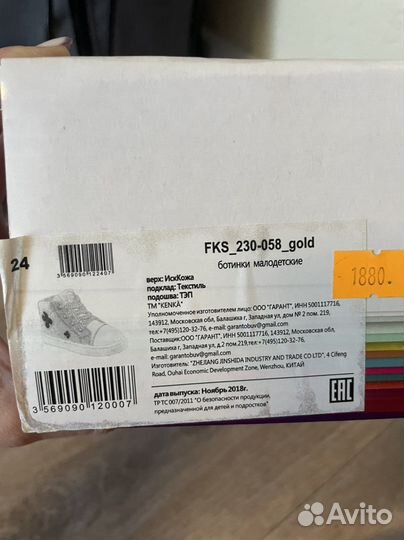 24
3 569090 122407
FKS_230-058_gold
ботинки малодетские
1880.
верх: ИскКожа
подклад: Текстиль
подошва: ТЭП
ТМ "KENKÄ"
Уполномоченное изготовителем лицо: ООО "ГАРАНТ", ИНН 5001117716,
143912, Московская обл, Балашиха г, Западная ул, дом № 2 пом. 219,
тел.+7(495)120-32-76, e-mail: garantobuv@gmail.com
Поставщик: ООО "ГАРАНТ", ИНН 5001117716, 143912, Московская обл,
Балашиха г, Западная ул, д.2 пом.219, тел:+7(495)120-32-76,
e-mail: garantobuv@gmail.com
Изготовитель: "ZHEJIANG JINSHIDA INDUSTRY AND TRADE CO LTD", 4 Cifeng
Road, Ouhai Economic Development Zone, Wenzhou, КИТАЙ
3 569090 120007
дата выпуска: Ноябрь 2018г.
ТР ТС 007/2011 "О безопасности продукции,
предназначенной для детей и подростков"
EAC
Avito